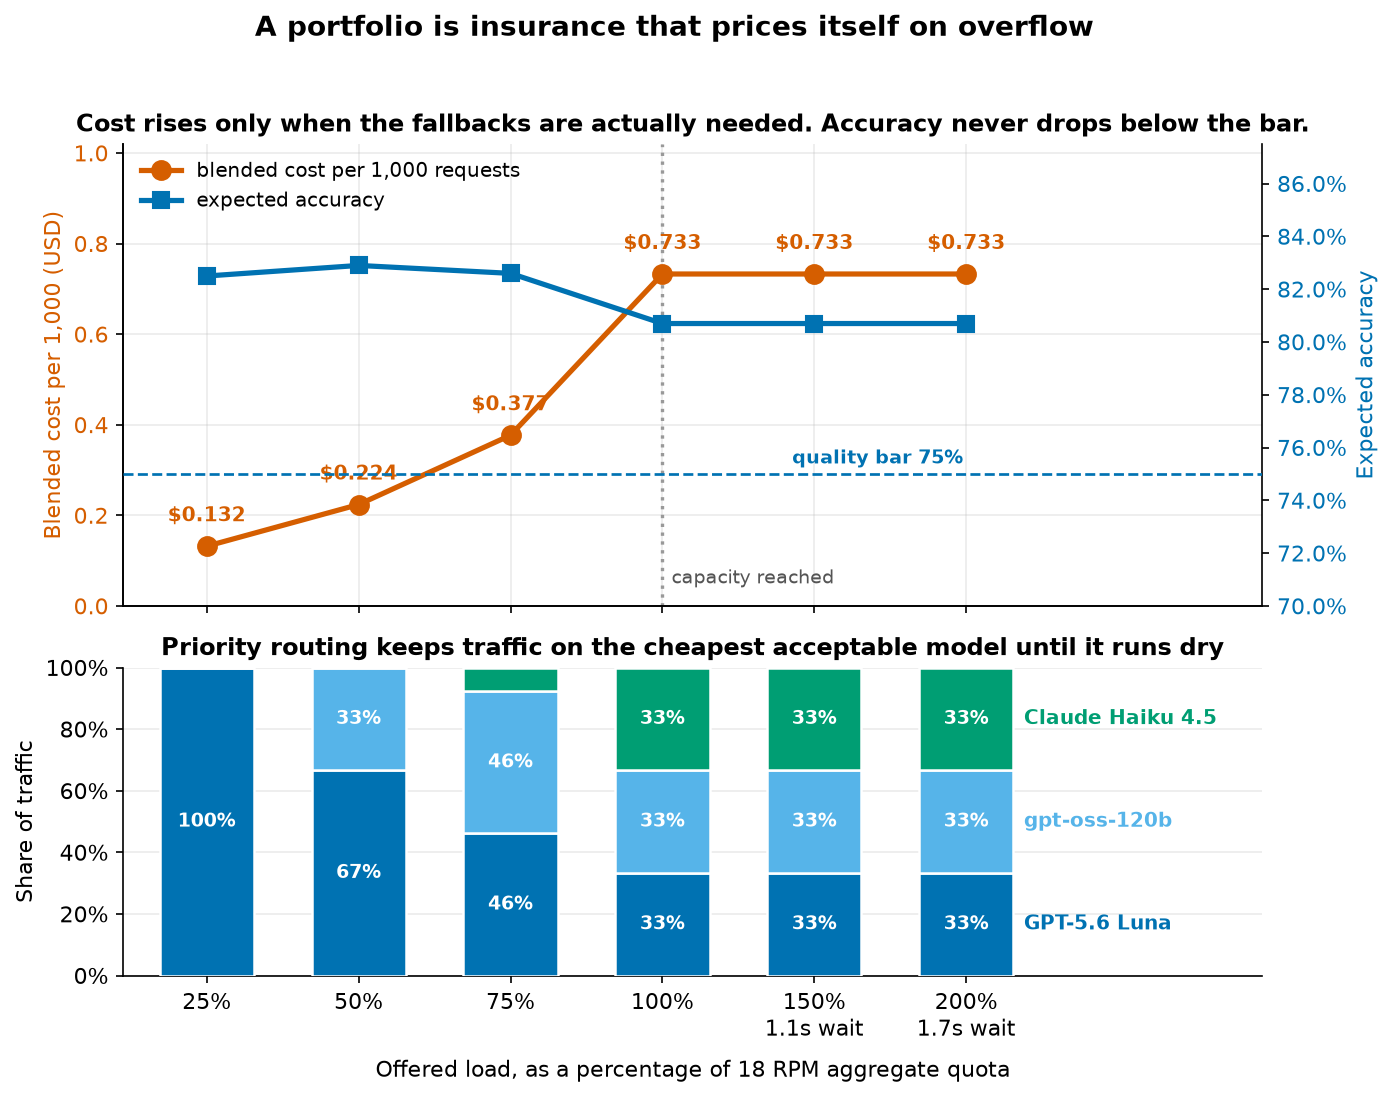 A portfolio is insurance that prices itself on overflow
Cost rises only when the fallbacks are actually needed. Accuracy never drops below the bar.
blended cost per 1,000 requests
expected accuracy
Blended cost per 1,000 (USD)
1.0
0.8
0.6
0.4
0.2
0.0
$0.132
$0.224
$0.377
$0.733
$0.733
$0.733
quality bar 75%
capacity reached
86.0%
84.0%
82.0%
80.0%
78.0%
76.0%
74.0%
72.0%
70.0%
Expected accuracy
Priority routing keeps traffic on the cheapest acceptable model until it runs dry
Share of traffic
100%
80%
60%
40%
20%
0%
100%
33%
67%
46%
46%
33%
33%
33%
33%
33%
33%
33%
33%
33%
Claude Haiku 4.5
gpt-oss-120b
GPT-5.6 Luna
25%
50%
75%
100%
150%
1.1s wait
200%
1.7s wait
Offered load, as a percentage of 18 RPM aggregate quota